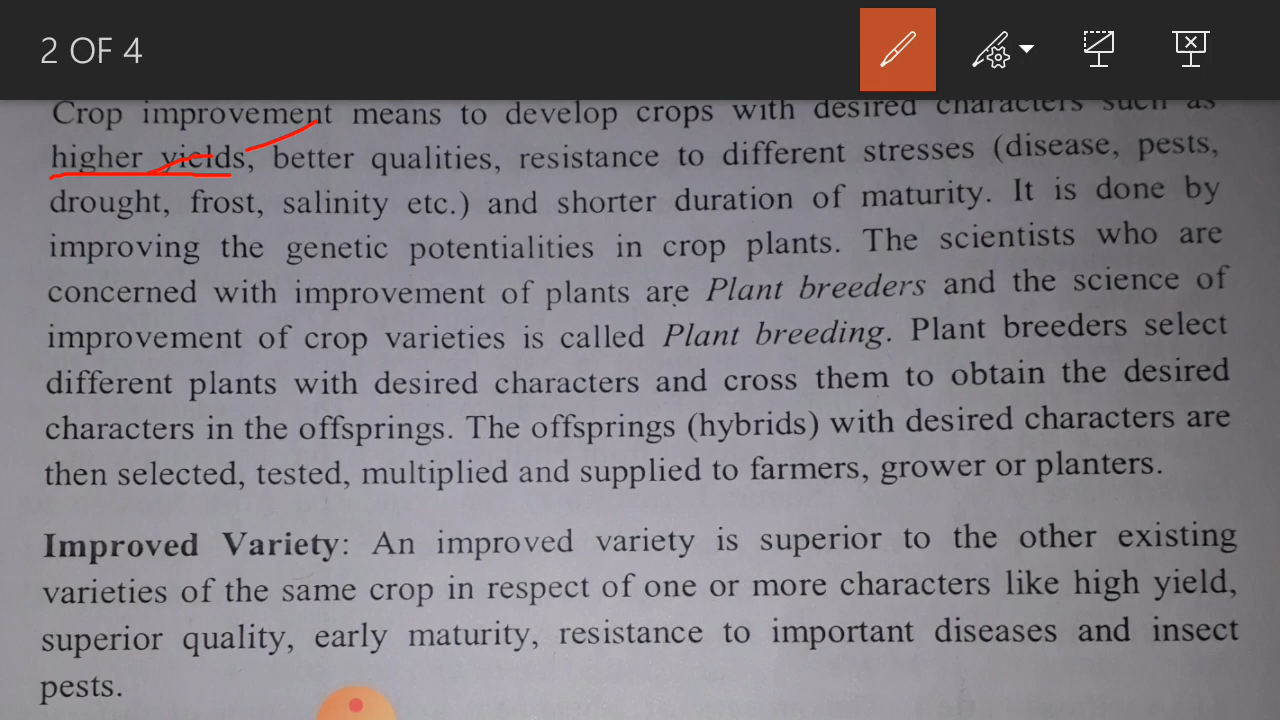 2 OF 4
Crop improvement means to develop crops with desired characters such as
higher yields, better qualities, resistance to different stresses (disease, pests,
drought, frost, salinity etc.) and shorter duration of maturity. It is done by
improving the genetic potentialities in crop plants. The scientists who are
concerned with improvement of plants are Plant breeders and the science of
improvement of crop varieties is called Plant breeding. Plant breeders select
different plants with desired characters and cross them to obtain the desired
characters in the offsprings. The offsprings (hybrids) with desired characters are
then selected, tested, multiplied and supplied to farmers, grower or planters.
Improved Variety: An improved variety is superior to the other existing
varieties of the same crop in respect of one or more characters like high yield,
superior quality, early maturity, resistance to important diseases and insect
pests.